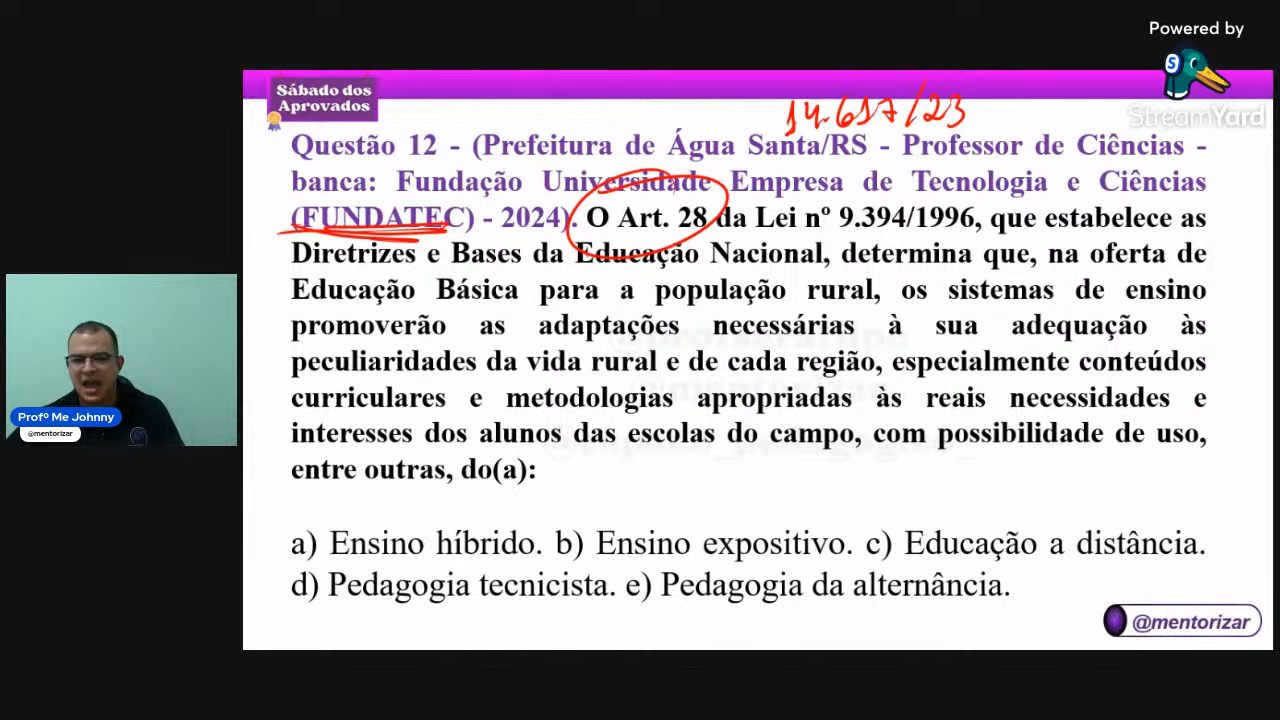 Powered by
StreamYard
Sábado dos
Aprovados
14.617/23
Questão 12 - (Prefeitura de Água Santa/RS - Professor de Ciências -
banca: Fundação Universidade Empresa de Tecnologia e Ciências
(FUNDATEC) - 2024). O Art. 28 da Lei nº 9.394/1996, que estabelece as
Diretrizes e Bases da Educação Nacional, determina que, na oferta de
Educação Básica para a população rural, os sistemas de ensino
promoverão as adaptações necessárias à sua adequação às
peculiaridades da vida rural e de cada região, especialmente conteúdos
curriculares e metodologias apropriadas às reais necessidades e
interesses dos alunos das escolas do campo, com possibilidade de uso,
entre outras, do(a):
a) Ensino híbrido. b) Ensino expositivo. c) Educação a distância.
d) Pedagogia tecnicista. e) Pedagogia da alternância.
Profº Me Johnny
@mentorizar
@mentorizar